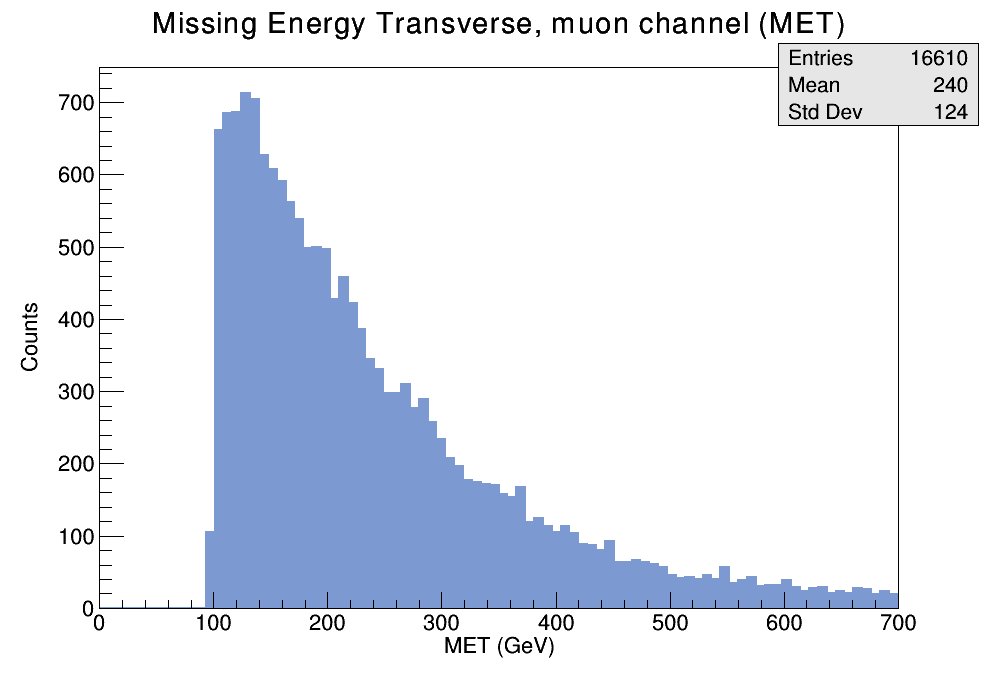 Missing Energy Transverse, muon channel (MET)
Entries 16610
Mean 240
Std Dev 124
Counts
700
600
500
400
300
200
100
0
0 100 200 300 400 500 600 700
MET (GeV)